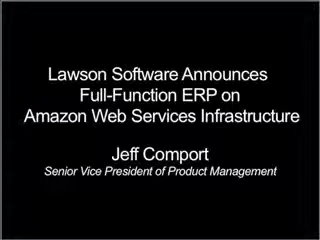 Lawson Software Announces
Full-Function ERP on
Amazon Web Services Infrastructure
Jeff Comport
Senior Vice President of Product Management